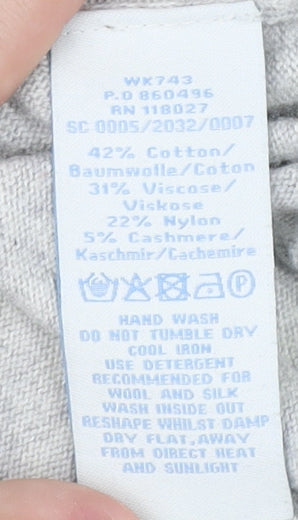 WK743
P.O 860496
RN 118027
SC 0005/2032/0007
42% Cotton/
Baumwolle/Coton
31% Viscose/
Viskose
22% Nylon
5% Cashmere/
Kaschmir/Cachemire
P
HAND WASH
DO NOT TUMBLE DRY
COOL IRON
USE DETERGENT
RECOMMENDED FOR
WOOL AND SILK
WASH INSIDE OUT
RESHAPE WHILST DAMP
DRY FLAT,AWAY
FROM DIRECT HEAT
AND SUNLIGHT